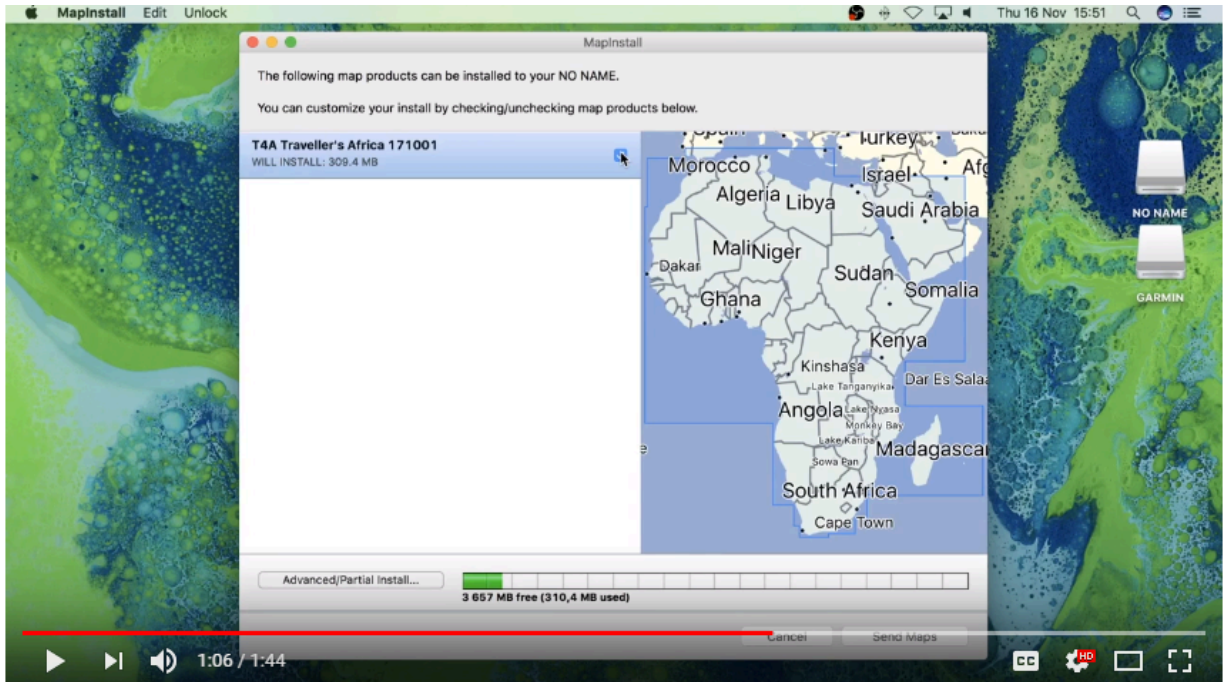 MapInstall Edit Unlock Thu 16 Nov 15:51
MapInstall
The following map products can be installed to your NO NAME.
You can customize your install by checking/unchecking map products below.
T4A Traveller's Africa 171001
WILL INSTALL: 309.4 MB
Turkey
Morocco
Israel
Algeria
Libya
Saudi Arabia
Mali
Niger
Dakar
Sudan
Somalia
Ghana
Kenya
Kinshasa
Lake Tanganyika
Dar Es Salaa
Angola
Lake Nyasa
Monkey Bay
Lake Kariba
Madagascar
Sowa Pan
South Africa
Cape Town
NO NAME
GARMIN
Advanced/Partial Install...
3 657 MB free (310,4 MB used)
Cancel
Send Maps
1:06 / 1:44
CC
HD